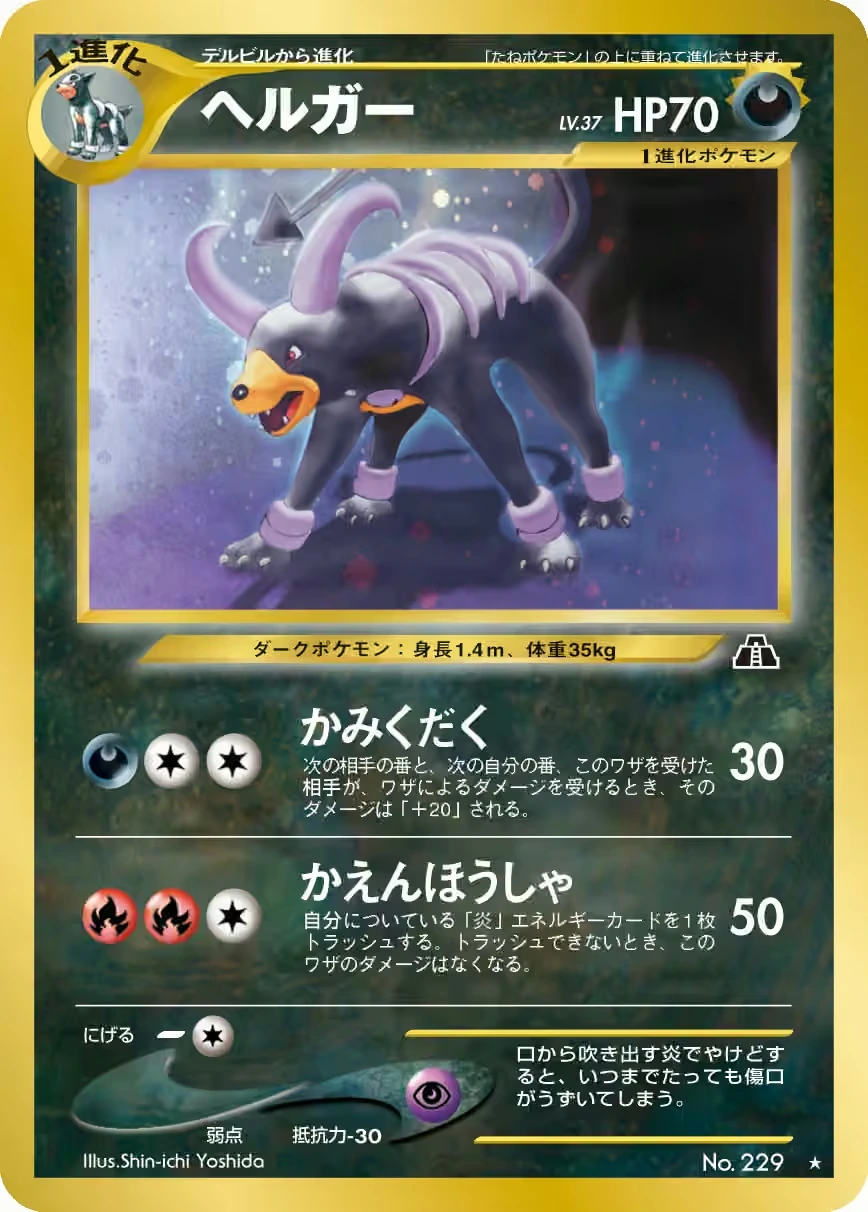 1進化
デルビルから進化
「たねポケモン」の上に重ねて進化させます。
ヘルガー
LV.37 HP70
1進化ポケモン
ダークポケモン：身長1.4m、体重35kg
かみくだく
次の相手の番と、次の自分の番、このワザを受けた
相手が、ワザによるダメージを受けるとき、その
ダメージは「＋20」される。
30
かえんほうしゃ
自分についている「炎」エネルギーカードを1枚
トラッシュする。トラッシュできないとき、この
ワザのダメージはなくなる。
50
にげる
弱点
抵抗力-30
口から吹き出す炎でやけどす
ると、いつまでたっても傷口
がうずいてしまう。
Illus.Shin-ichi Yoshida
No. 229 ★